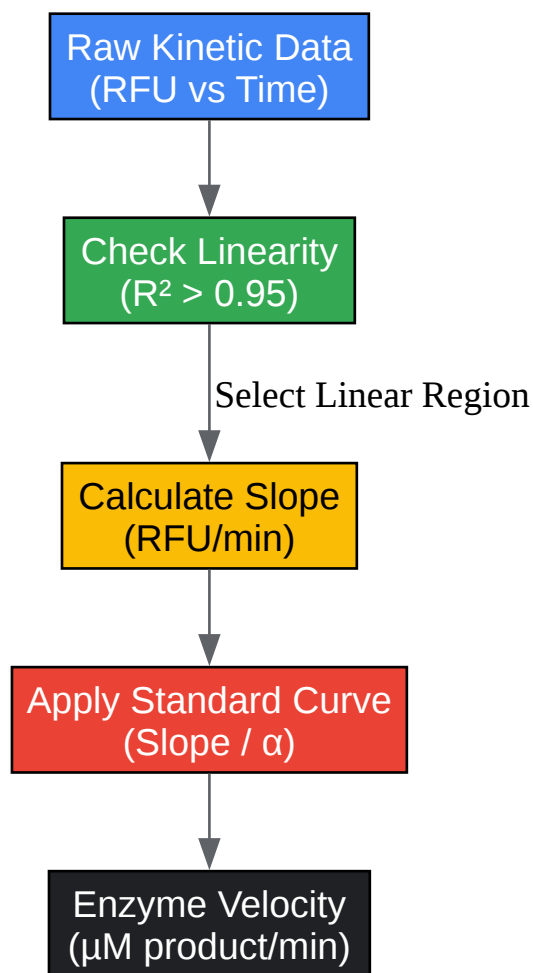 Raw Kinetic Data
(RFU vs Time)
Check Linearity
(R² > 0.95)
Select Linear Region
Calculate Slope
(RFU/min)
Apply Standard Curve
(Slope / α)
Enzyme Velocity
(µM product/min)